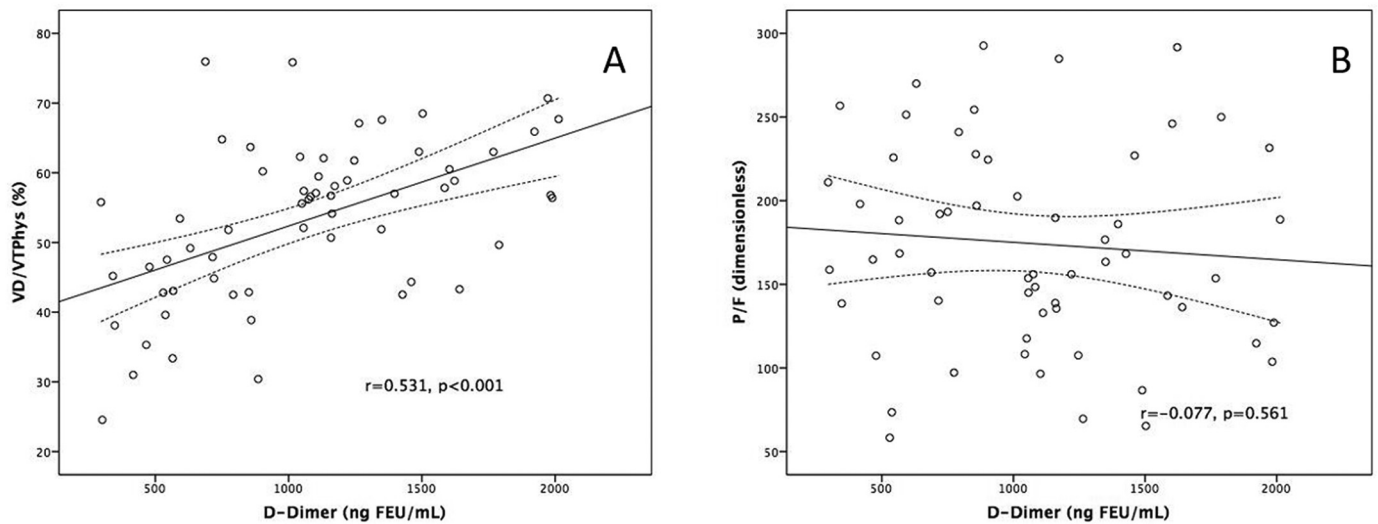 A
80
70
60
50
40
30
20
VD/VTPhys (%)
r=0.531, p<0.001
500 1000 1500 2000
D-Dimer (ng FEU/mL)
B
300
250
200
150
100
50
P/F (dimensionless)
r=-0.077, p=0.561
500 1000 1500 2000
D-Dimer (ng FEU/mL)